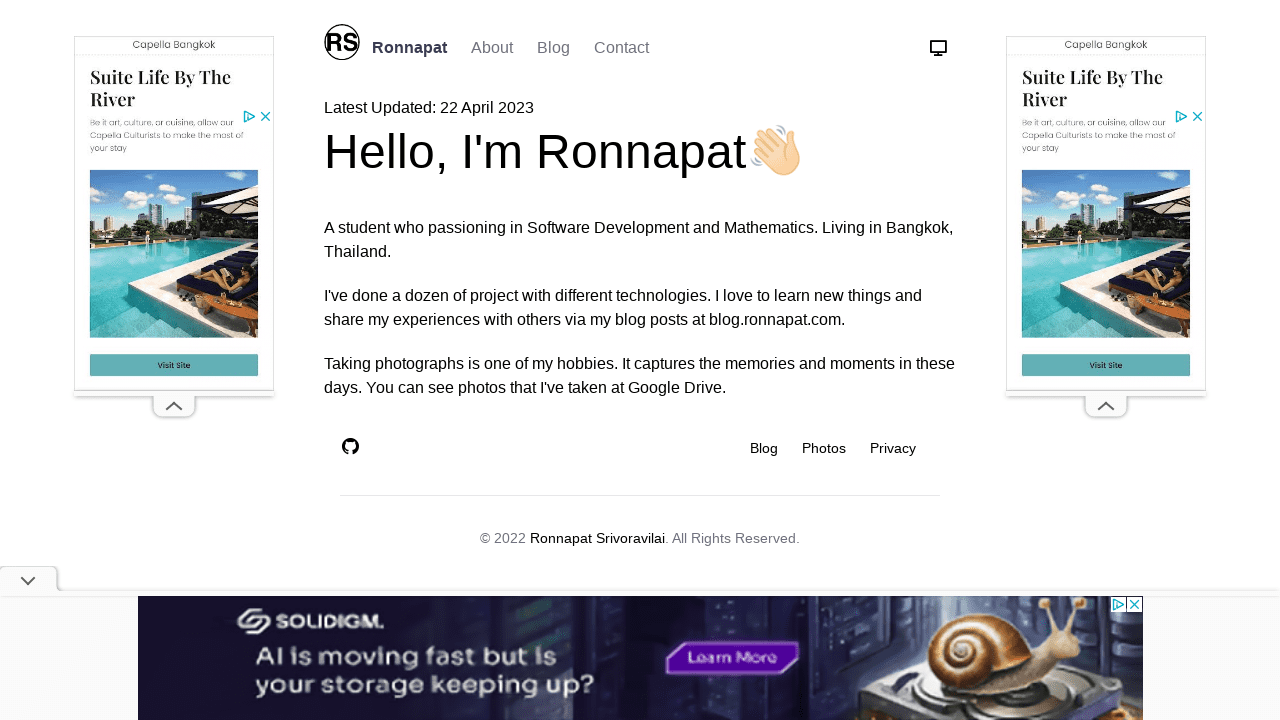 RS Ronnapat About Blog Contact
Latest Updated: 22 April 2023
Hello, I'm Ronnapat
A student who passioning in Software Development and Mathematics. Living in Bangkok,
Thailand.
I've done a dozen of project with different technologies. I love to learn new things and
share my experiences with others via my blog posts at blog.ronnapat.com.
Taking photographs is one of my hobbies. It captures the memories and moments in these
days. You can see photos that I've taken at Google Drive.
Blog Photos Privacy
© 2022 Ronnapat Srivoravilai. All Rights Reserved.
Capella Bangkok
Suite Life By The
River
Be it art, culture, or cuisine, allow our
Capella Culturists to make the most of
your stay
Visit Site
Capella Bangkok
Suite Life By The
River
Be it art, culture, or cuisine, allow our
Capella Culturists to make the most of
your stay
Visit Site
SOLIDIGM.
AI is moving fast but is
your storage keeping up?
Learn More